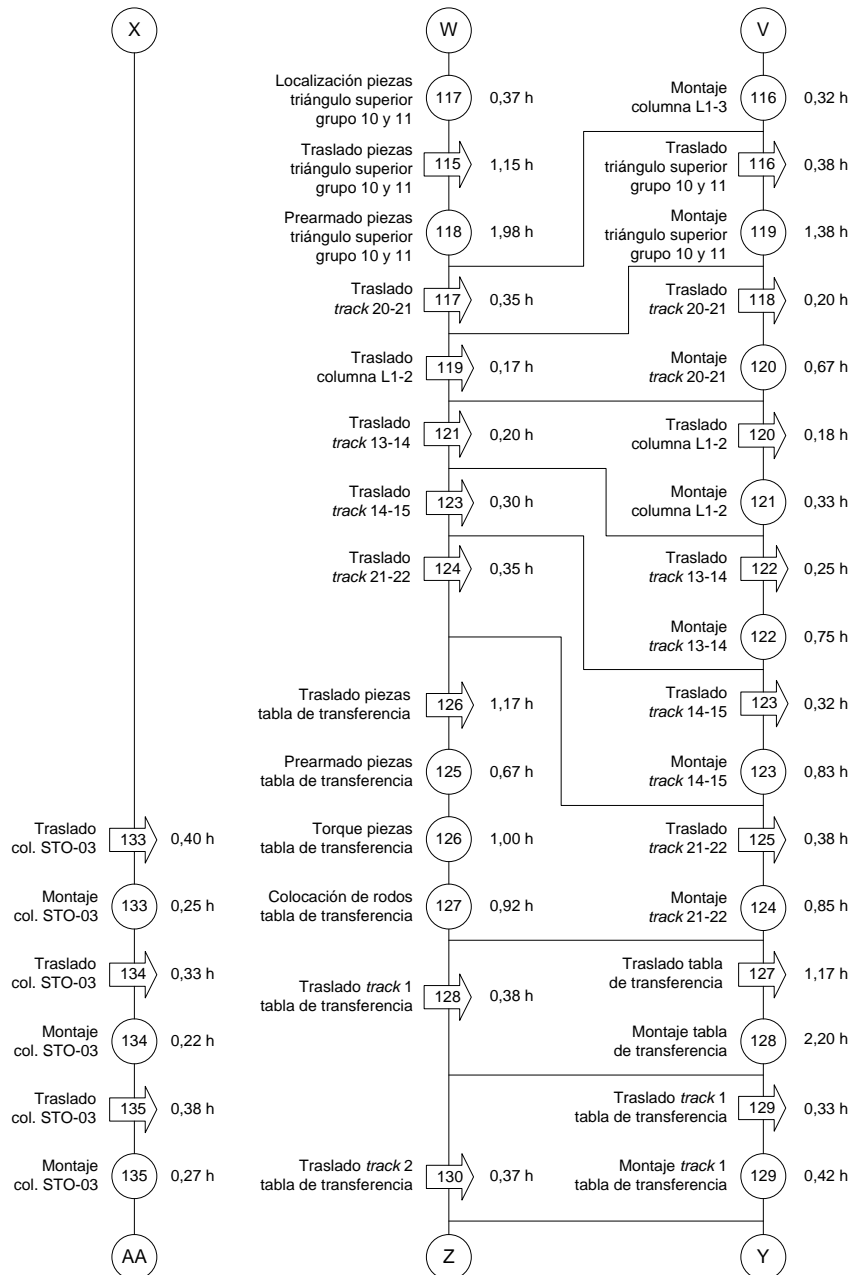 X
W
V
Localización piezas
triángulo superior
grupo 10 y 11
117
0,37 h
Montaje
columna L1-3
116
0,32 h
Traslado piezas
triángulo superior
grupo 10 y 11
115
1,15 h
Traslado
triángulo superior
grupo 10 y 11
116
0,38 h
Prearmado piezas
triángulo superior
grupo 10 y 11
118
1,98 h
Montaje
triángulo superior
grupo 10 y 11
119
1,38 h
Traslado
track 20-21
117
0,35 h
Traslado
track 20-21
118
0,20 h
Traslado
columna L1-2
119
0,17 h
Montaje
track 20-21
120
0,67 h
Traslado
track 13-14
121
0,20 h
Traslado
columna L1-2
120
0,18 h
Traslado
track 14-15
123
0,30 h
Montaje
columna L1-2
121
0,33 h
Traslado
track 21-22
124
0,35 h
Traslado
track 13-14
122
0,25 h
Montaje
track 13-14
122
0,75 h
Traslado piezas
tabla de transferencia
126
1,17 h
Traslado
track 14-15
123
0,32 h
Prearmado piezas
tabla de transferencia
125
0,67 h
Montaje
track 14-15
123
0,83 h
Traslado
col. STO-03
133
0,40 h
Torque piezas
tabla de transferencia
126
1,00 h
Traslado
track 21-22
125
0,38 h
Montaje
col. STO-03
133
0,25 h
Colocación de rodos
tabla de transferencia
127
0,92 h
Montaje
track 21-22
124
0,85 h
Traslado
col. STO-03
134
0,33 h
Traslado track 1
tabla de transferencia
128
0,38 h
Traslado tabla
de transferencia
127
1,17 h
Montaje
col. STO-03
134
0,22 h
Montaje tabla
de transferencia
128
2,20 h
Traslado
col. STO-03
135
0,38 h
Traslado track 1
tabla de transferencia
129
0,33 h
Montaje
col. STO-03
135
0,27 h
Traslado track 2
tabla de transferencia
130
0,37 h
Montaje track 1
tabla de transferencia
129
0,42 h
AA
Z
Y